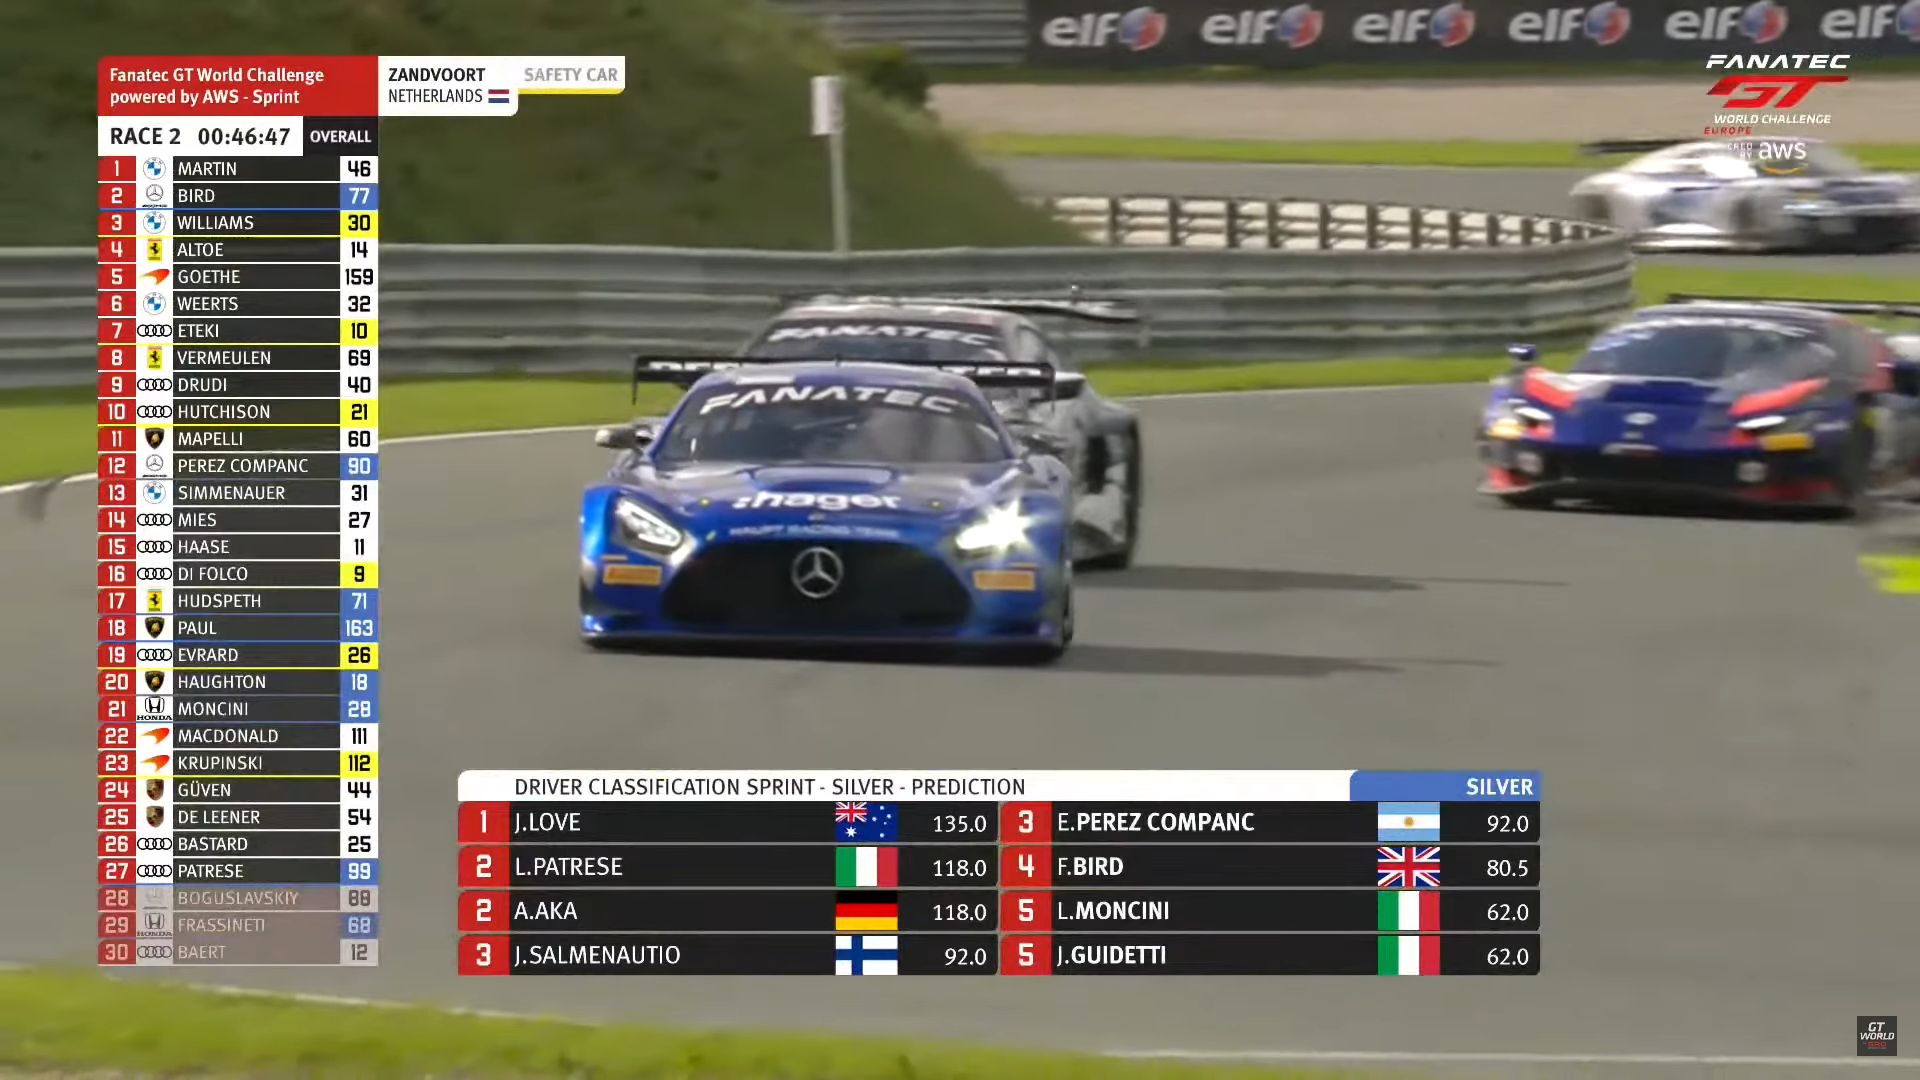 elf elf elf elf elf elf
FANATEC
GT
WORLD CHALLENGE
EUROPE
aws
Fanatec GT World Challenge
powered by AWS - Sprint
ZANDVOORT
NETHERLANDS
SAFETY CAR
RACE 2 00:46:47 OVERALL
1 MARTIN 46
2 BIRD 77
3 WILLIAMS 30
4 ALTOE 14
5 GOETHE 159
6 WEERTS 32
7 ETEKI 10
8 VERMEULEN 69
9 DRUDI 40
10 HUTCHISON 21
11 MAPELLI 60
12 PEREZ COMPANC 90
13 SIMMENAUER 31
14 MIES 27
15 HAASE 11
16 DI FOLCO 9
17 HUDSPETH 71
18 PAUL 163
19 EVRARD 26
20 HAUGHTON 18
21 HONDA MONCINI 28
22 MACDONALD 111
23 KRUPINSKI 112
24 GÜVEN 44
25 DE LEENER 54
26 BASTARD 25
27 PATRESE 99
28 BOGUSLAVSKIY 88
29 HONDA FRASSINETI 68
30 BAERT 12
FANATEC
FANATEC
:hager
HAUPT RACING TEAM
FANATEC
DRIVER CLASSIFICATION SPRINT - SILVER - PREDICTION SILVER
1 J.LOVE 135.0
2 L.PATRESE 118.0
2 A.AKA 118.0
3 J.SALMENAUTIO 92.0
3 E.PEREZ COMPANC 92.0
4 F.BIRD 80.5
5 L.MONCINI 62.0
5 J.GUIDETTI 62.0
GT
WORLD